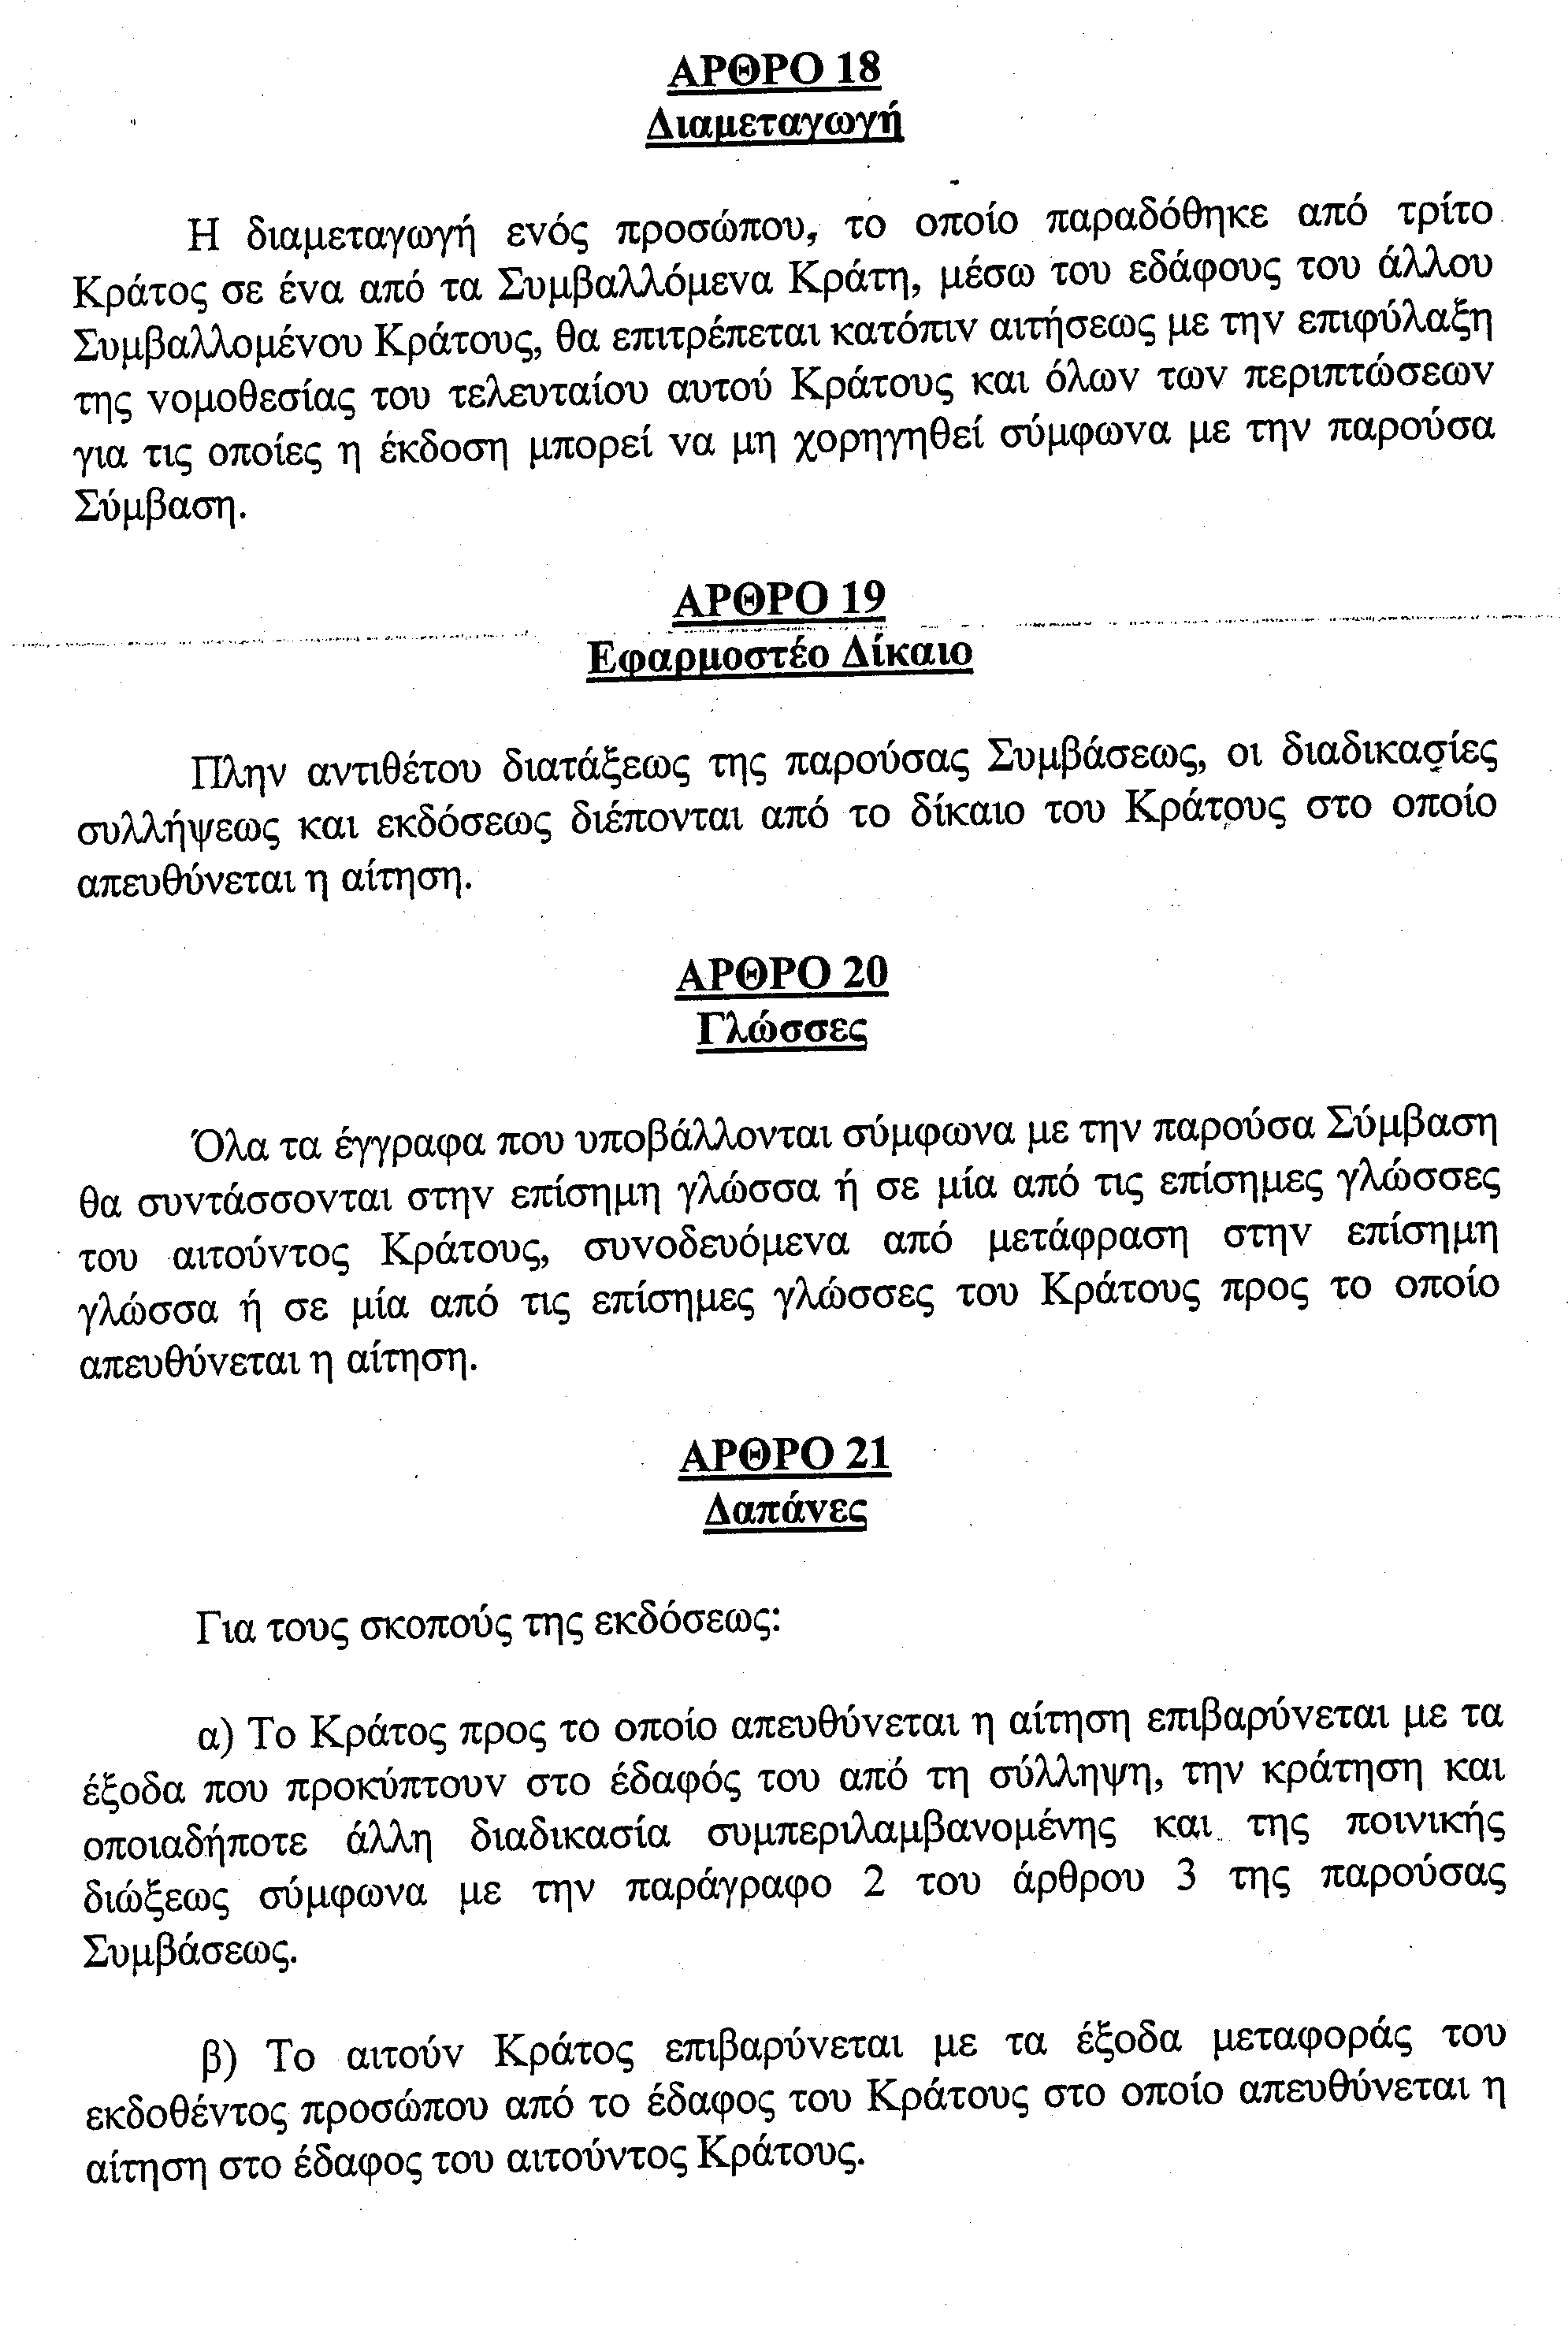 ΑΡΘΡΟ 18
Διαμεταγωγή
Η διαμεταγωγή ενός προσώπου, το οποίο παραδόθηκε από τρίτο
Κράτος σε ένα από τα Συμβαλλόμενα Κράτη, μέσω του εδάφους του άλλου
Συμβαλλομένου Κράτους, θα επιτρέπεται κατόπιν αιτήσεως με την επιφύλαξη
της νομοθεσίας του τελευταίου αυτού Κράτους και όλων των περιπτώσεων
για τις οποίες η έκδοση μπορεί να μη χορηγηθεί σύμφωνα με την παρούσα
Σύμβαση.
ΑΡΘΡΟ 19
Εφαρμοστέο Δίκαιο
Πλην αντιθέτου διατάξεως της παρούσας Συμβάσεως, οι διαδικασίες
συλλήψεως και εκδόσεως διέπονται από το δίκαιο του Κράτους στο οποίο
απευθύνεται η αίτηση.
ΑΡΘΡΟ 20
Γλώσσες
Όλα τα έγγραφα που υποβάλλονται σύμφωνα με την παρούσα Σύμβαση
θα συντάσσονται στην επίσημη γλώσσα ή σε μία από τις επίσημες γλώσσες
του αιτούντος Κράτους, συνοδευόμενα από μετάφραση στην επίσημη
γλώσσα ή σε μία από τις επίσημες γλώσσες του Κράτους προς το οποίο
απευθύνεται η αίτηση.
ΑΡΘΡΟ 21
Δαπάνες
Για τους σκοπούς της εκδόσεως:
α) Το Κράτος προς το οποίο απευθύνεται η αίτηση επιβαρύνεται με τα
έξοδα που προκύπτουν στο έδαφός του από τη σύλληψη, την κράτηση και
οποιαδήποτε άλλη διαδικασία συμπεριλαμβανομένης και της ποινικής
διώξεως σύμφωνα με την παράγραφο 2 του άρθρου 3 της παρούσας
Συμβάσεως.
β) Το αιτούν Κράτος επιβαρύνεται με τα έξοδα μεταφοράς του
εκδοθέντος προσώπου από το έδαφος του Κράτους στο οποίο απευθύνεται η
αίτηση στο έδαφος του αιτούντος Κράτους.